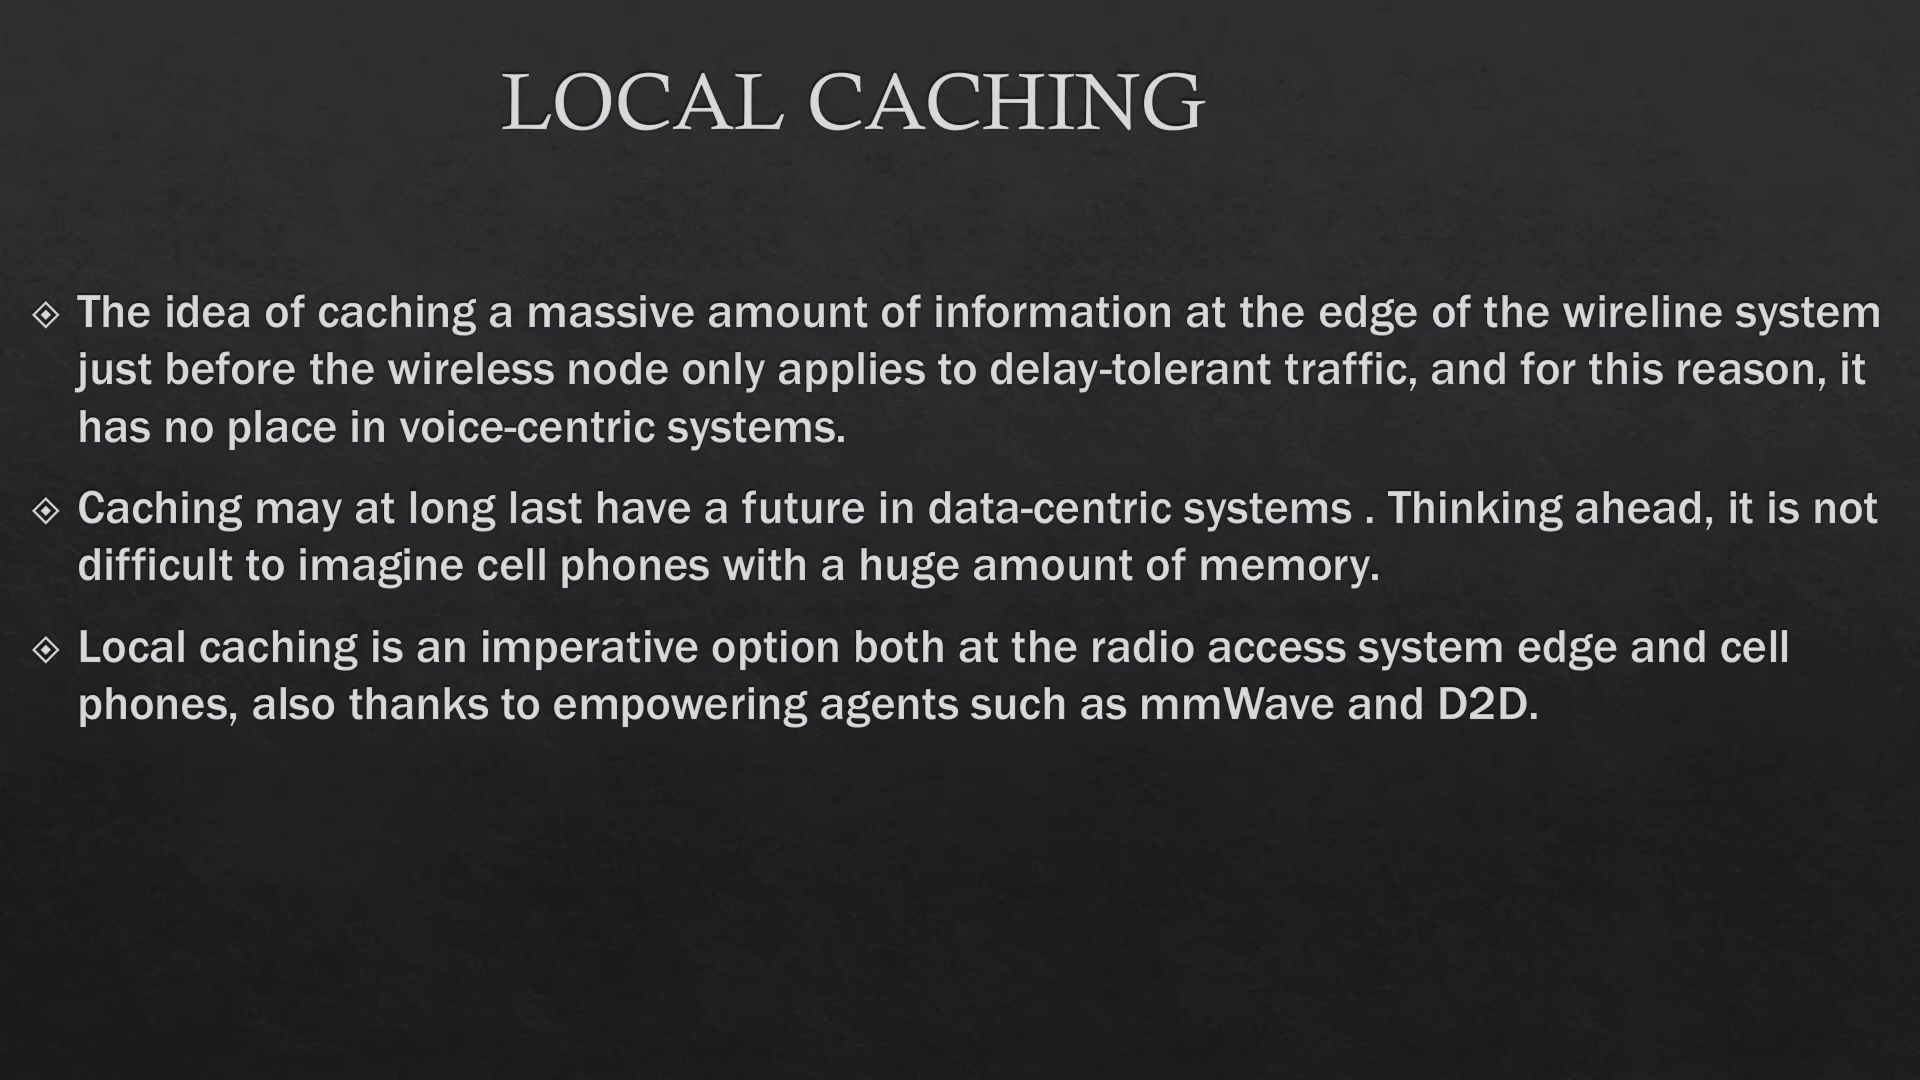 LOCAL CACHING
The idea of caching a massive amount of information at the edge of the wireline system
just before the wireless node only applies to delay-tolerant traffic, and for this reason, it
has no place in voice-centric systems.
Caching may at long last have a future in data-centric systems . Thinking ahead, it is not
difficult to imagine cell phones with a huge amount of memory.
Local caching is an imperative option both at the radio access system edge and cell
phones, also thanks to empowering agents such as mmWave and D2D.